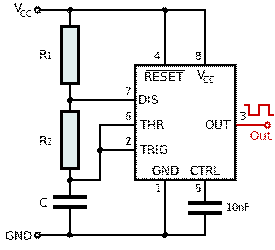 Vcc
4
8
R1
RESET
Vcc
7
DIS
6
THR
OUT
3
Out
R2
2
TRIG
GND
CTRL
C
1
5
10nF
GND